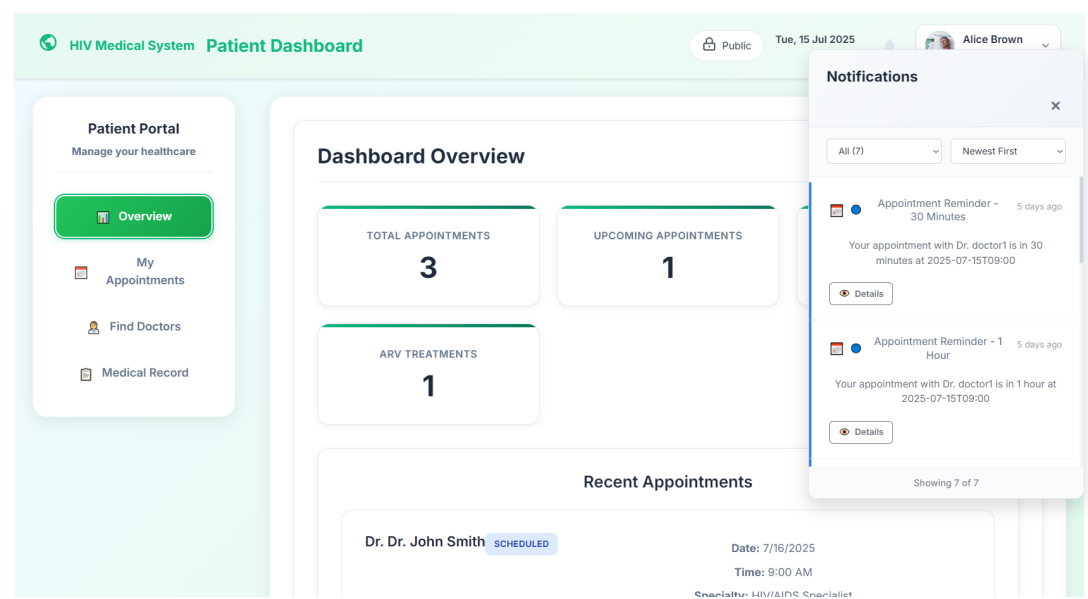 HIV Medical System
Patient Dashboard
Public
Tue, 15 Jul 2025
Alice Brown
Patient Portal
Manage your healthcare
Overview
My
Appointments
Find Doctors
Medical Record
Dashboard Overview
TOTAL APPOINTMENTS
3
UPCOMING APPOINTMENTS
1
ARV TREATMENTS
1
Recent Appointments
Dr. Dr. John Smith
SCHEDULED
Date: 7/16/2025
Time: 9:00 AM
Specialty: HIV/AIDS Specialist
Notifications
×
All (7)
Newest First
Appointment Reminder -
30 Minutes
5 days ago
Your appointment with Dr. doctor1 is in 30
minutes at 2025-07-15T09:00
Details
Appointment Reminder - 1
Hour
5 days ago
Your appointment with Dr. doctor1 is in 1 hour at
2025-07-15T09:00
Details
Showing 7 of 7